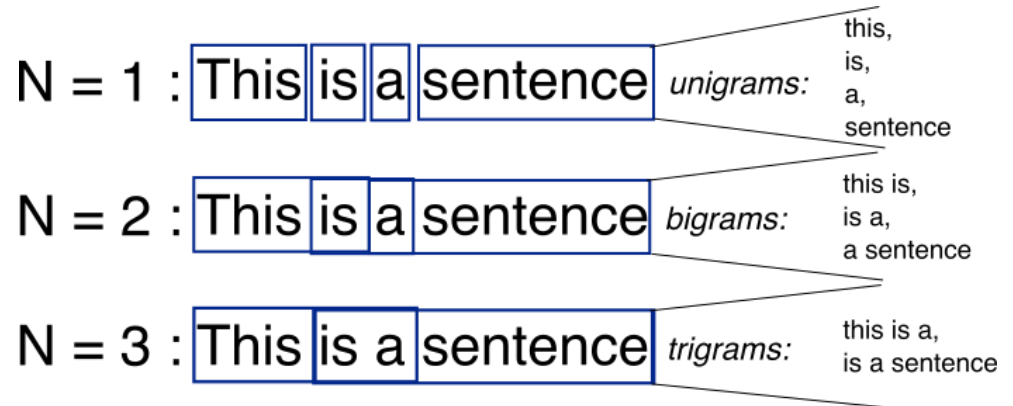 N = 1 : This is a sentence unigrams:
this,
is,
a,
sentence
N = 2 : This is a sentence bigrams:
this is,
is a,
a sentence
N = 3 : This is a sentence trigrams:
this is a,
is a sentence